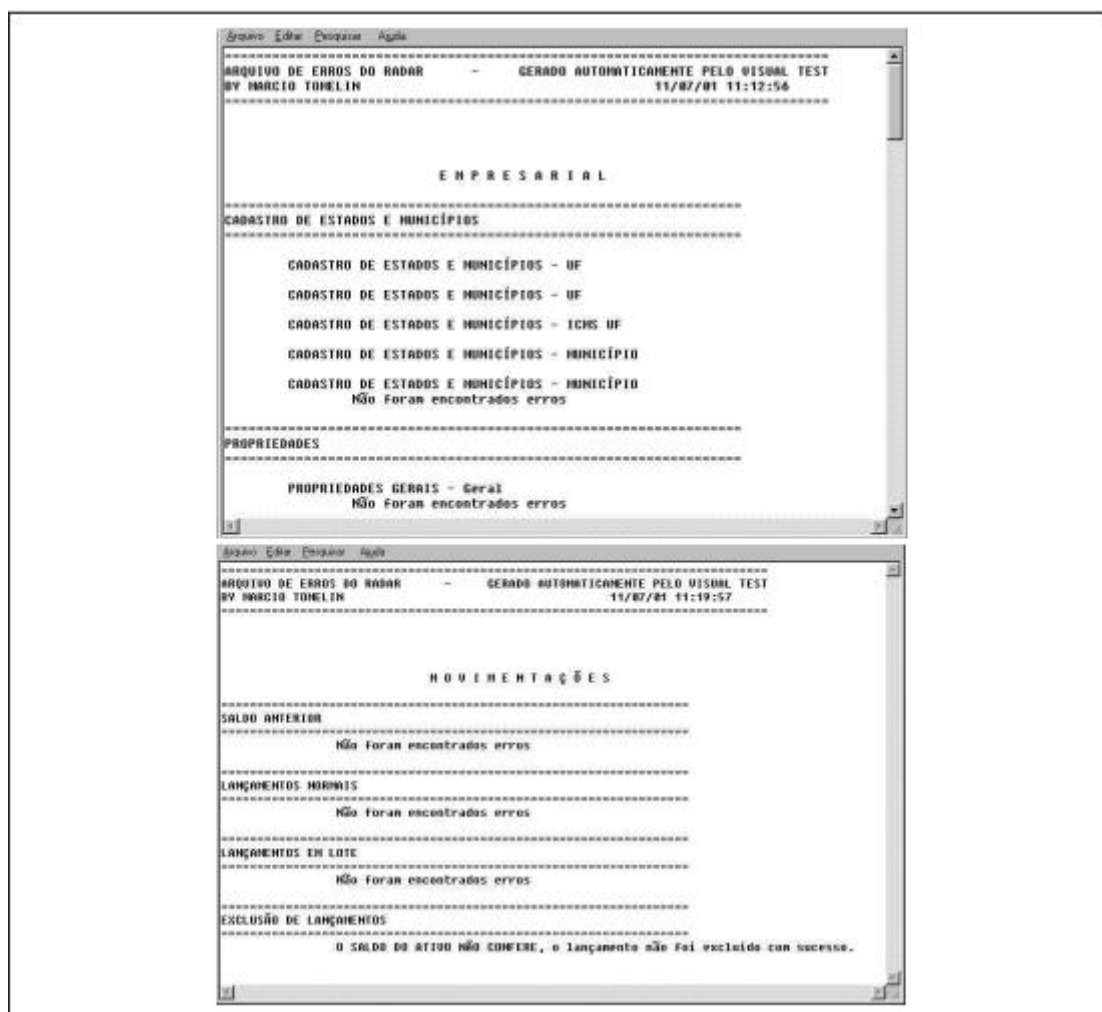 Arquivo Editar Pesquisar Ajuda
ARQUIVO DE ERROS DO RADAR - GERADO AUTOMATICAMENTE PELO VISUAL TEST
BY MARCIO TOMELIN 11/07/01 11:12:56
E M P R E S A R I A L
CADASTRO DE ESTADOS E MUNICÍPIOS
CADASTRO DE ESTADOS E MUNICÍPIOS - UF
CADASTRO DE ESTADOS E MUNICÍPIOS - UF
CADASTRO DE ESTADOS E MUNICÍPIOS - ICMS UF
CADASTRO DE ESTADOS E MUNICÍPIOS - MUNICÍPIO
CADASTRO DE ESTADOS E MUNICÍPIOS - MUNICÍPIO
Não foram encontrados erros
PROPRIEDADES
PROPRIEDADES GERAIS - Geral
Não foram encontrados erros
Arquivo Editar Pesquisar Ajuda
ARQUIVO DE ERROS DO RADAR - GERADO AUTOMATICAMENTE PELO VISUAL TEST
BY MARCIO TOMELIN 11/07/01 11:19:57
M O V I M E N T A Ç Õ E S
SALDO ANTERIOR
Não foram encontrados erros
LANÇAMENTOS NORMAIS
Não foram encontrados erros
LANÇAMENTOS EM LOTE
Não foram encontrados erros
EXCLUSÃO DE LANÇAMENTOS
O SALDO DO ATIVO NÃO CONFERE, o lançamento não foi excluído com sucesso.